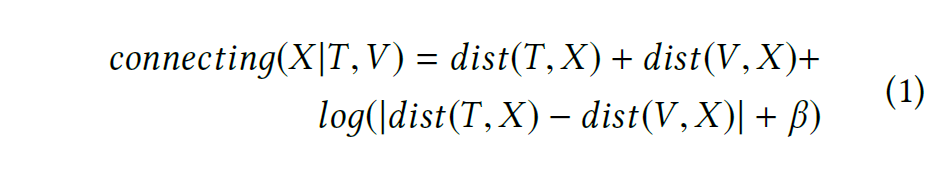 connecting(X|T, V) = dist(T, X) + dist(V, X)+
log(|dist(T, X) − dist(V, X)| + β)
(1)